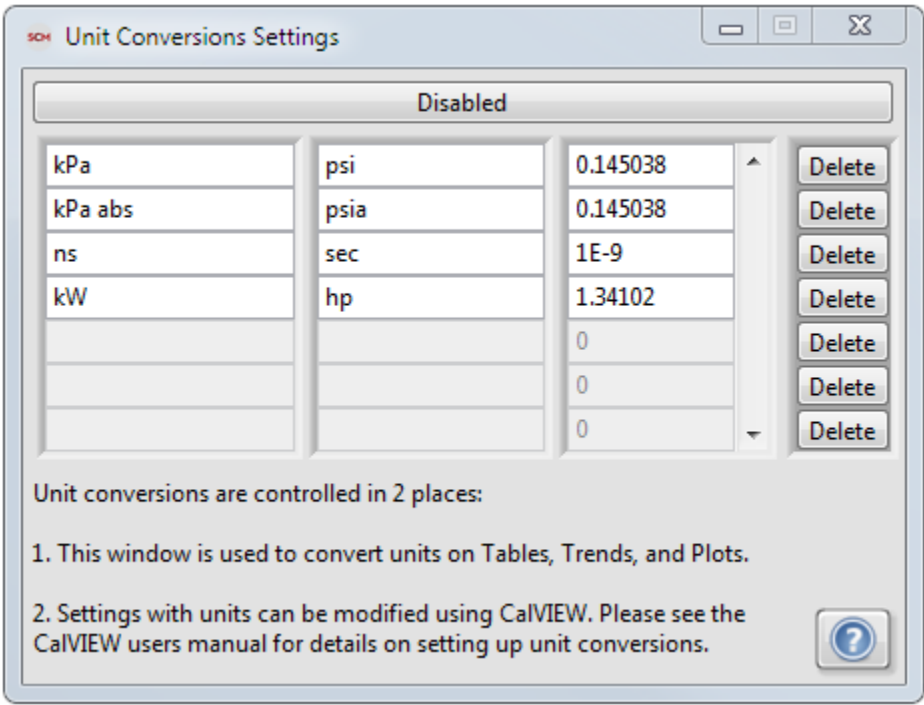 SCM Unit Conversions Settings
Disabled
kPa psi 0.145038 Delete
kPa abs psia 0.145038 Delete
ns sec 1E-9 Delete
kW hp 1.34102 Delete
0 Delete
0 Delete
0 Delete
Unit conversions are controlled in 2 places:
1. This window is used to convert units on Tables, Trends, and Plots.
2. Settings with units can be modified using CalVIEW. Please see the
CalVIEW users manual for details on setting up unit conversions.
?